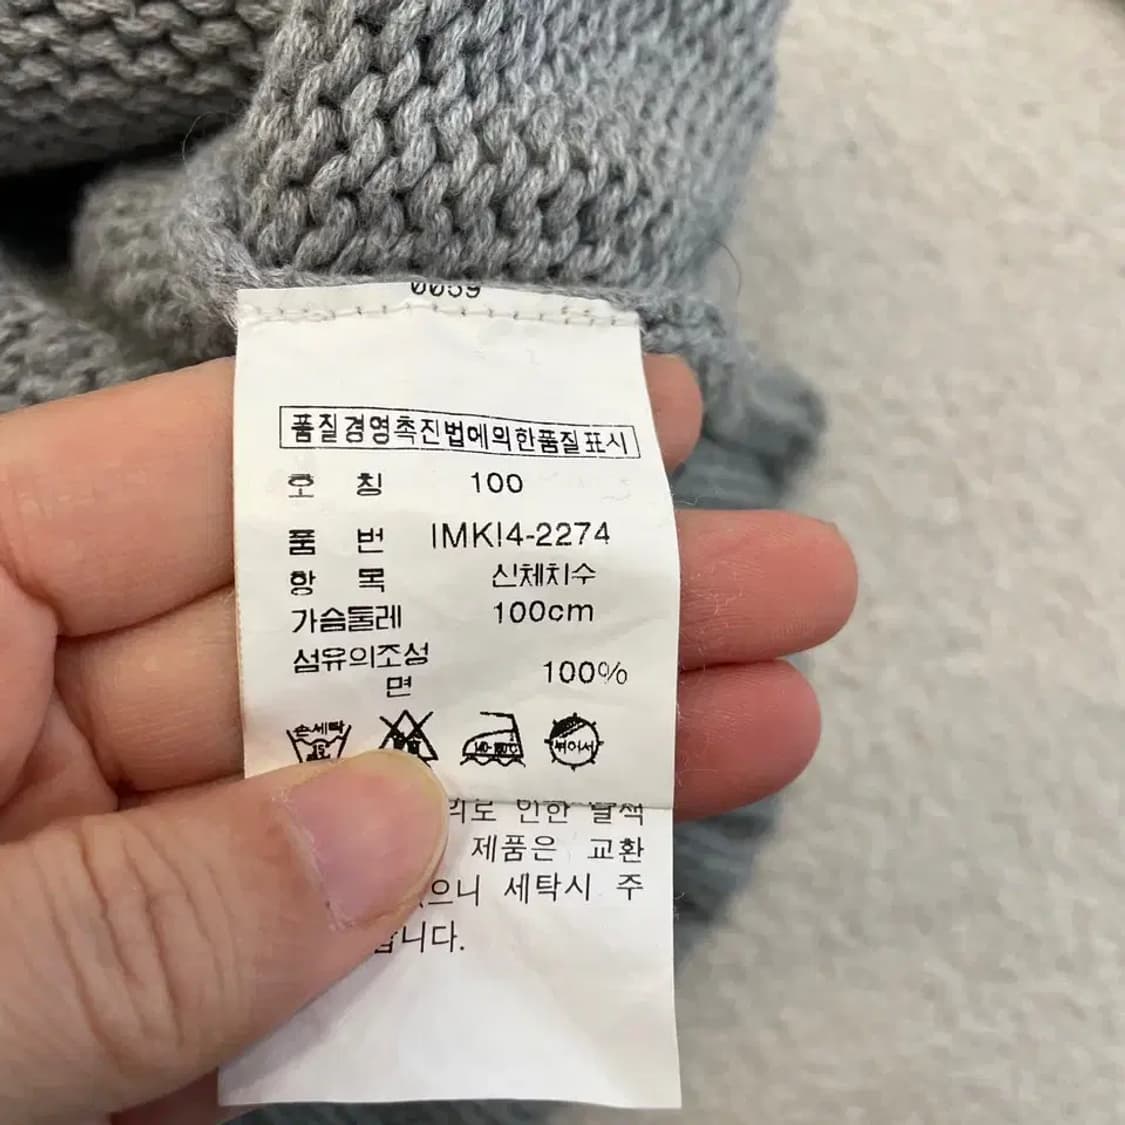 0059
품질경영촉진법에의한품질표시
호 칭 100
품 번 IMKI4-2274
항 목 신체치수
가슴둘레 100cm
섬유의조성
면 100%
손세탁
140-160℃
뉘어서
의로 인한 탈색
제품은 교환
으니 세탁시 주
합니다.